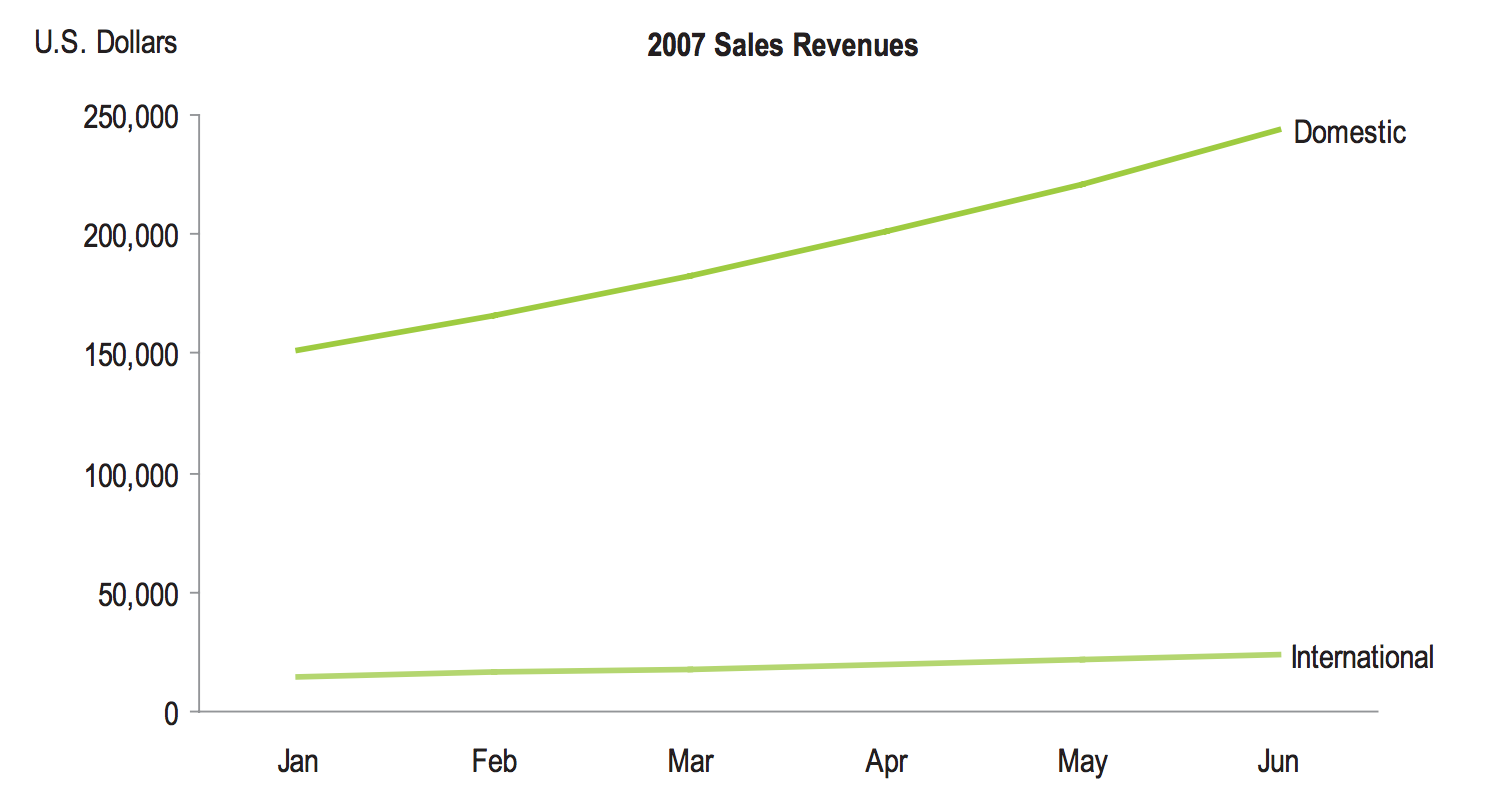 U.S. Dollars
2007 Sales Revenues
250,000
Domestic
200,000
150,000
100,000
50,000
International
0
Jan Feb Mar Apr May Jun